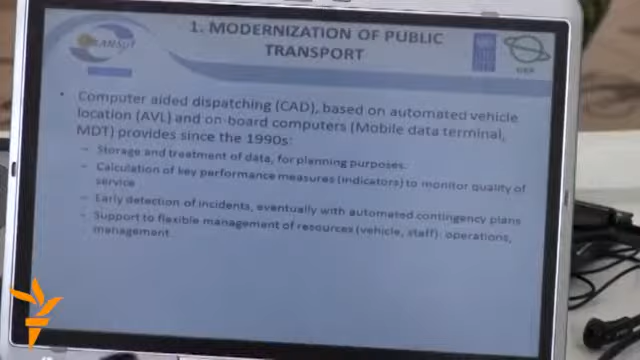 1. MODERNIZATION OF PUBLIC
TRANSPORT
• Computer aided dispatching (CAD), based on automated vehicle
location (AVL) and on-board computers (Mobile data terminal,
MDT) provides since the 1990s:
– Storage and treatment of data, for planning purposes.
– Calculation of key performance measures (indicators) to monitor quality of
service
– Early detection of incidents, eventually with automated contingency plans
– Support to flexible management of resources (vehicle, staff): operations,
management